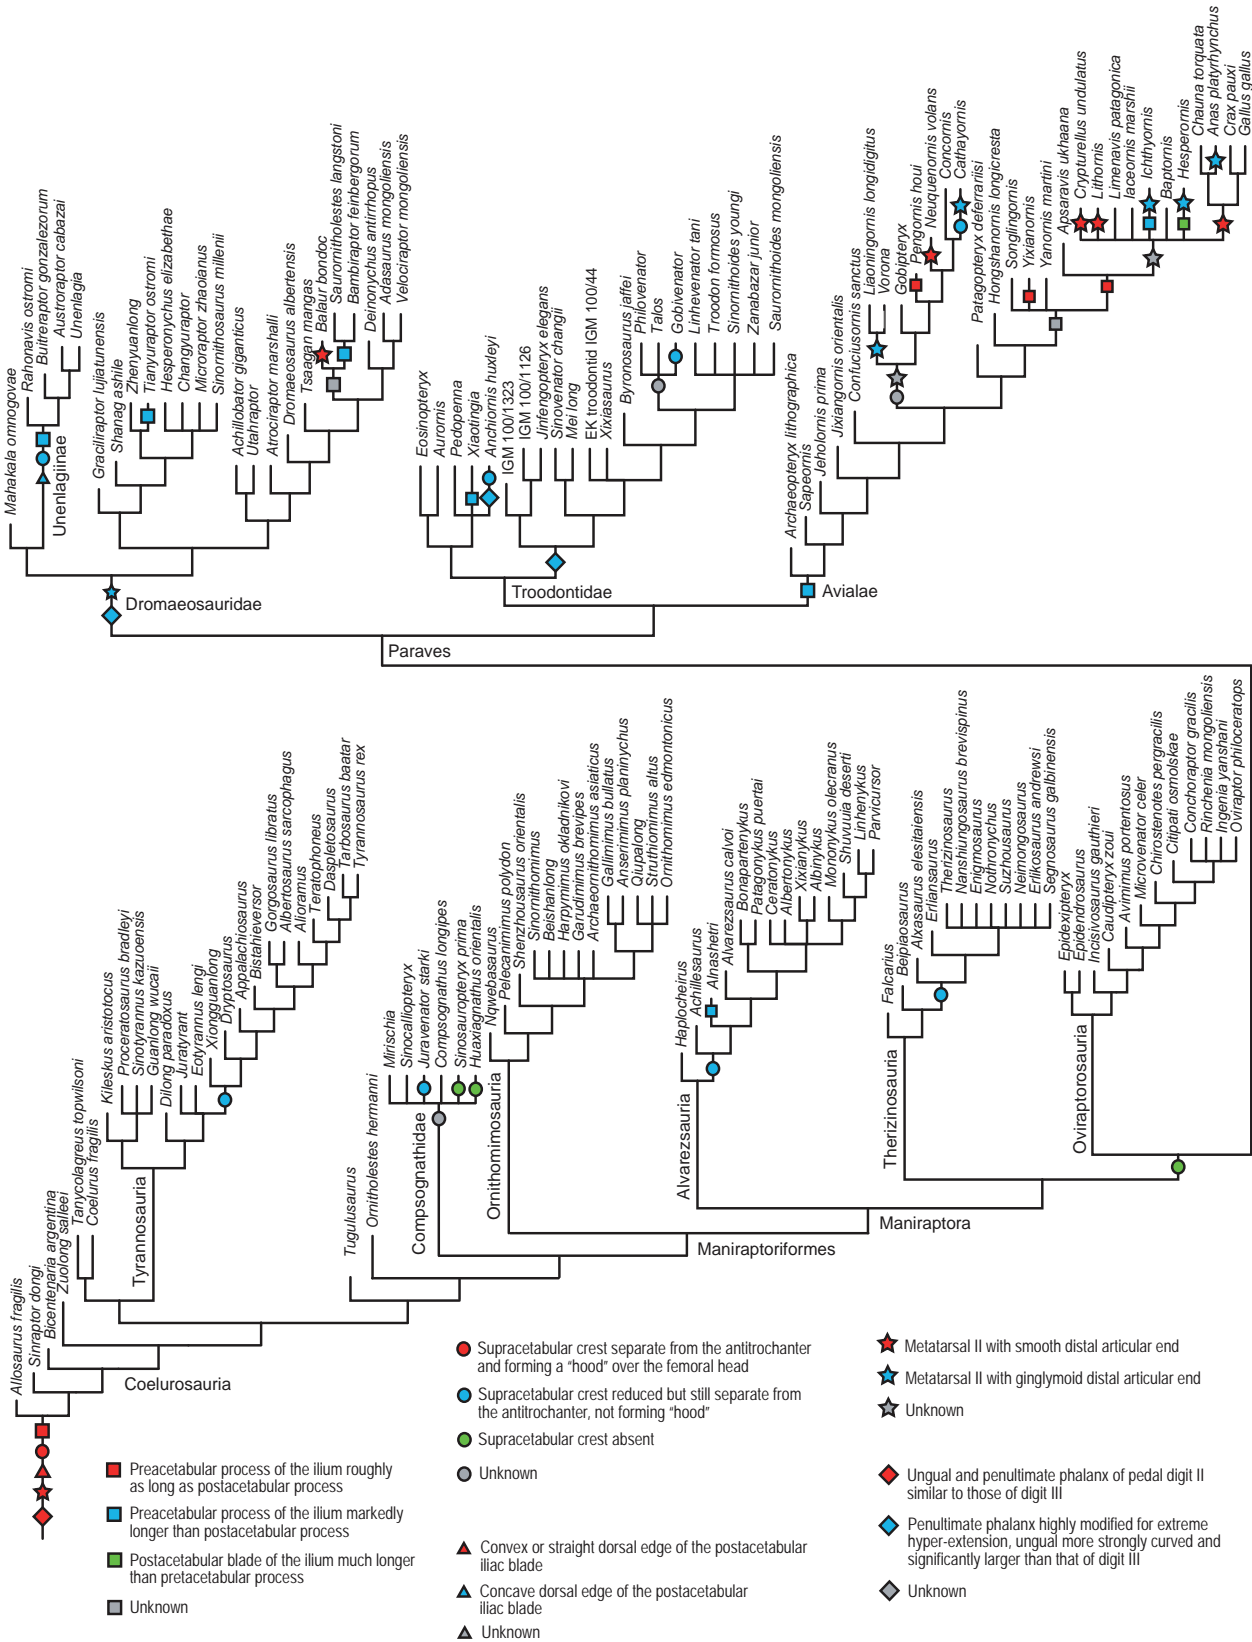 Mahakala omnogovae
Rahonavis ostromi
Buitreraptor gonzalezorum
Austroraptor cabazai
Unenlagia
Unenlagiinae
Graciliraptor lujiatunensis
Shanag ashile
Zhenyuanlong
Tianyuraptor ostromi
Hesperonychus elizabethae
Changyuraptor
Microraptor zhaoianus
Sinornithosaurus millenii
Achillobator giganticus
Utahraptor
Atrociraptor marshalli
Dromaeosaurus albertensis
Tsaagan mangas
Balaur bondoc
Saurornitholestes langstoni
Bambiraptor feinbergorum
Deinonychus antirrhopus
Adasaurus mongoliensis
Velociraptor mongoliensis
Dromaeosauridae
Eosinopteryx
Aurornis
Pedopenna
Xiaotingia
Anchiornis huxleyi
IGM 100/1323
IGM 100/1126
Jinfengopteryx elegans
Sinovenator changii
Mei long
EK troodontid IGM 100/44
Xixiasaurus
Byronosaurus jaffei
Philovenator
Talos
Gobivenator
Linhevenator tani
Troodon formosus
Sinornithoides youngi
Zanabazar junior
Saurornithoides mongoliensis
Troodontidae
Archaeopteryx lithographica
Sapeornis
Jeholornis prima
Jixiangornis orientalis
Confuciusornis sanctus
Liaoningornis longidigitus
Vorona
Gobipteryx
Pengornis houi
Neuquenornis volans
Concornis
Cathayornis
Patagopteryx deferrariisi
Hongshanornis longicresta
Songlingornis
Yixianornis
Yanornis martini
Apsaravis ukhaana
Crypturellus undulatus
Lithornis
Limenavis patagonica
Iaceornis marshii
Ichthyornis
Baptornis
Hesperornis
Chauna torquata
Anas platyrhynchus
Crax pauxi
Gallus gallus
Avialae
Paraves
Allosaurus fragilis
Sinraptor dongi
Bicentenaria argentina
Zuolong salleei
Tanycolagreus topwilsoni
Coelurus fragilis
Kileskus aristotocus
Proceratosaurus bradleyi
Sinotyrannus kazuoensis
Guanlong wucaii
Dilong paradoxus
Juratyrant
Eotyrannus lengi
Xiongguanlong
Dryptosaurus
Appalachiosaurus
Bistahieversor
Gorgosaurus libratus
Albertosaurus sarcophagus
Alioramus
Teratophoneus
Daspletosaurus
Tarbosaurus baatar
Tyrannosaurus rex
Tyrannosauria
Tugulusaurus
Ornitholestes hermanni
Mirischia
Sinocalliopteryx
Juravenator starki
Compsognathus longipes
Sinosauropteryx prima
Huaxiagnathus orientalis
Compsognathidae
Nqwebasaurus
Pelecanimimus polydon
Shenzhousaurus orientalis
Sinornithomimus
Beishanlong
Harpymimus okladnikovi
Garudimimus brevipes
Archaeornithomimus asiaticus
Gallimimus bullatus
Anserimimus planinychus
Qiupalong
Struthiomimus altus
Ornithomimus edmontonicus
Ornithomimosauria
Haplocheirus
Achillesaurus
Alnashetri
Alvarezsaurus calvoi
Bonapartenykus
Patagonykus puertai
Ceratonykus
Albertonykus
Xixianykus
Albinykus
Mononykus olecranus
Shuvuuia deserti
Linhenykus
Parvicursor
Alvarezsauria
Falcarius
Beipiaosaurus
Alxasaurus elesitaiensis
Erliansaurus
Therizinosaurus
Nanshiungosaurus brevispinus
Enigmosaurus
Nothronychus
Suzhousaurus
Neimongosaurus
Erlikosaurus andrewsi
Segnosaurus galbinensis
Therizinosauria
Epidexipteryx
Epidendrosaurus
Incisivosaurus gauthieri
Caudipteryx zoui
Avimimus portentosus
Microvenator celer
Chirostenotes pergracilis
Citipati osmolskae
Conchoraptor gracilis
Rinchenia mongoliensis
Ingenia yanshani
Oviraptor philoceratops
Oviraptorosauria
Maniraptora
Maniraptoriformes
Coelurosauria
Preacetabular process of the ilium roughly
as long as postacetabular process
Preacetabular process of the ilium markedly
longer than postacetabular process
Postacetabular blade of the ilium much longer
than pretacetabular process
Unknown
Supracetabular crest separate from the antitrochanter
and forming a “hood” over the femoral head
Supracetabular crest reduced but still separate from
the antitrochanter, not forming “hood”
Supracetabular crest absent
Unknown
Convex or straight dorsal edge of the postacetabular
iliac blade
Concave dorsal edge of the postacetabular
iliac blade
Unknown
Metatarsal II with smooth distal articular end
Metatarsal II with ginglymoid distal articular end
Unknown
Ungual and penultimate phalanx of pedal digit II
similar to those of digit III
Penultimate phalanx highly modified for extreme
hyper-extension, ungual more strongly curved and
significantly larger than that of digit III
Unknown